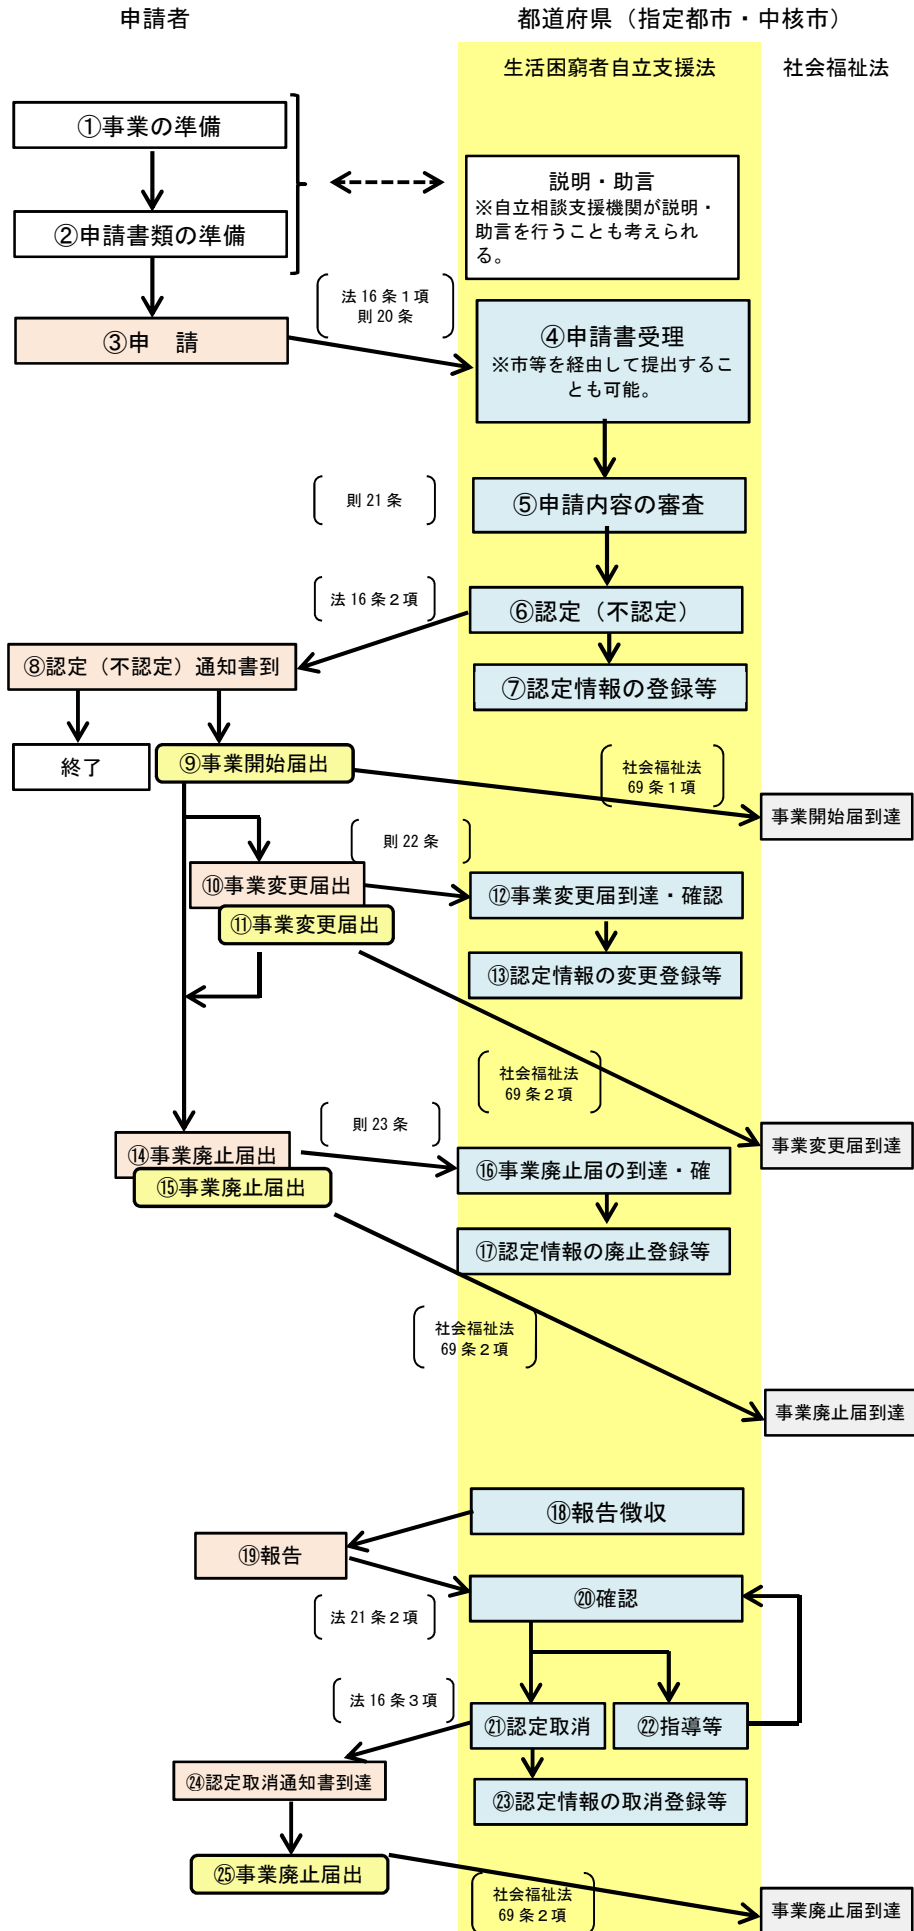 申請者
都道府県（指定都市・中核市）
生活困窮者自立支援法
社会福祉法
①事業の準備
説明・助言
※自立相談支援機関が説明・
助言を行うことも考えられ
る。
②申請書類の準備
法16条1項
則20条
③申　請
④申請書受理
※市等を経由して提出するこ
とも可能。
則21条
⑤申請内容の審査
法16条2項
⑥認定（不認定）
⑧認定（不認定）通知書到
⑦認定情報の登録等
終了
⑨事業開始届出
社会福祉法
69条1項
事業開始届到達
則22条
⑩事業変更届出
⑫事業変更届到達・確認
⑪事業変更届出
⑬認定情報の変更登録等
社会福祉法
69条2項
則23条
事業変更届到達
⑭事業廃止届出
⑯事業廃止届の到達・確
⑮事業廃止届出
⑰認定情報の廃止登録等
社会福祉法
69条2項
事業廃止届到達
⑱報告徴収
⑲報告
⑳確認
法21条2項
法16条3項
㉑認定取消
㉒指導等
㉔認定取消通知書到達
㉓認定情報の取消登録等
㉕事業廃止届出
社会福祉法
69条2項
事業廃止届到達